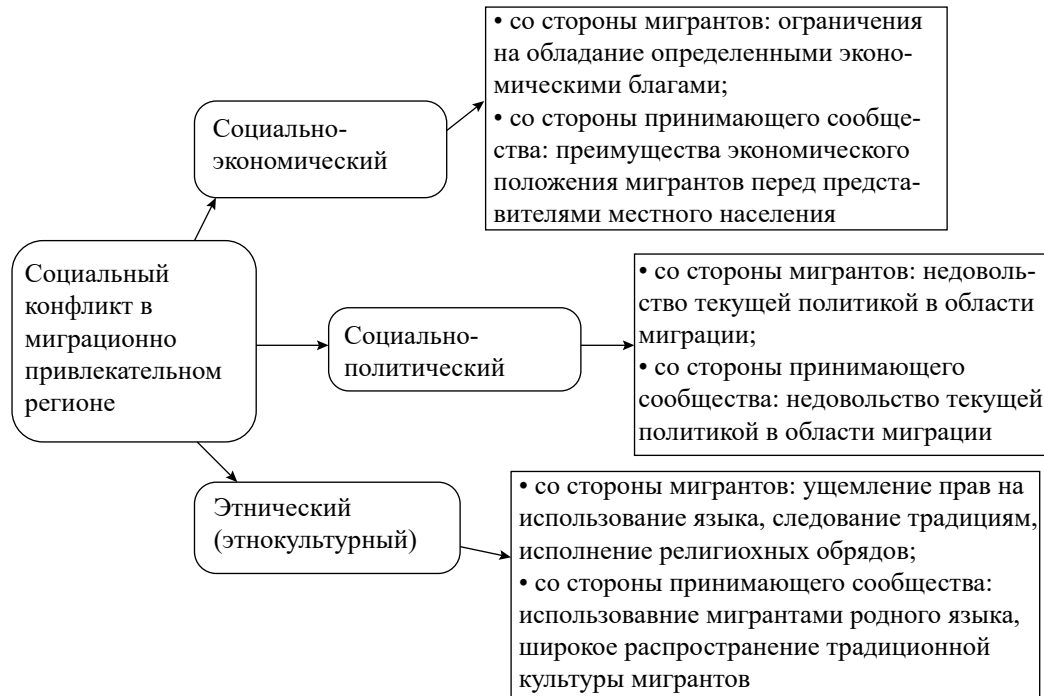 Социальный
конфликт в
миграционно
привлекательном
регионе
Социально-
экономический
• со стороны мигрантов: ограничения
на обладание определенными эконо-
мическими благами;
• со стороны принимающего сообще-
ства: преимущества экономического
положения мигрантов перед предста-
вителями местного населения
Социально-
политический
• со стороны мигрантов: недоволь-
ство текущей политикой в области
миграции;
• со стороны принимающего
сообщества: недовольство текущей
политикой в области миграции
Этнический
(этнокультурный)
• со стороны мигрантов: ущемление прав на
использование языка, следование традициям,
исполнение религиохных обрядов;
• со стороны принимающего сообщества:
использовавние мигрантами родного языка,
широкое распространение традиционной
культуры мигрантов